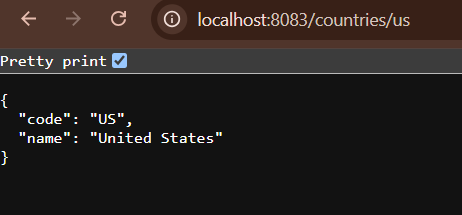 localhost:8083/countries/us
Pretty print
{
  "code": "US",
  "name": "United States"
}